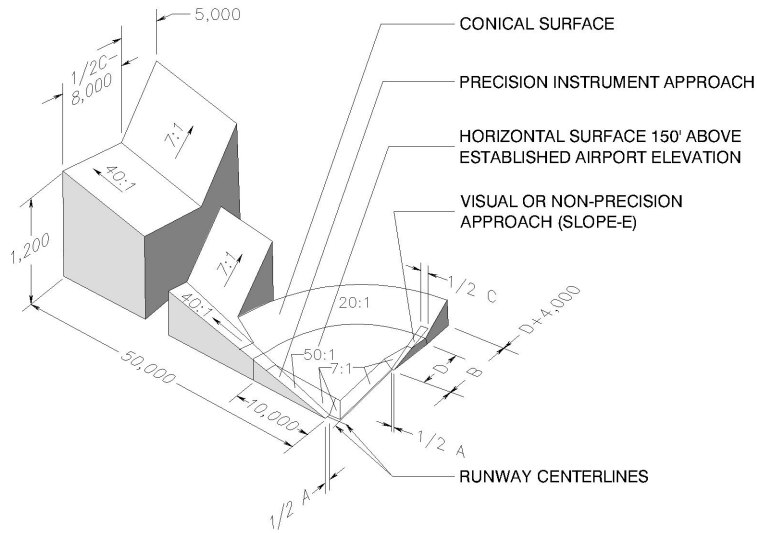 5,000
CONICAL SURFACE
1/2C-
8,000
PRECISION INSTRUMENT APPROACH
7:1
HORIZONTAL SURFACE 150' ABOVE
ESTABLISHED AIRPORT ELEVATION
40:1
VISUAL OR NON-PRECISION
APPROACH (SLOPE-E)
1,200
7:1
1/2 C
40:1
20:1
D+4,000
50:1
7:1
D
B
50,000
10,000
1/2 A
RUNWAY CENTERLINES
1/2 A